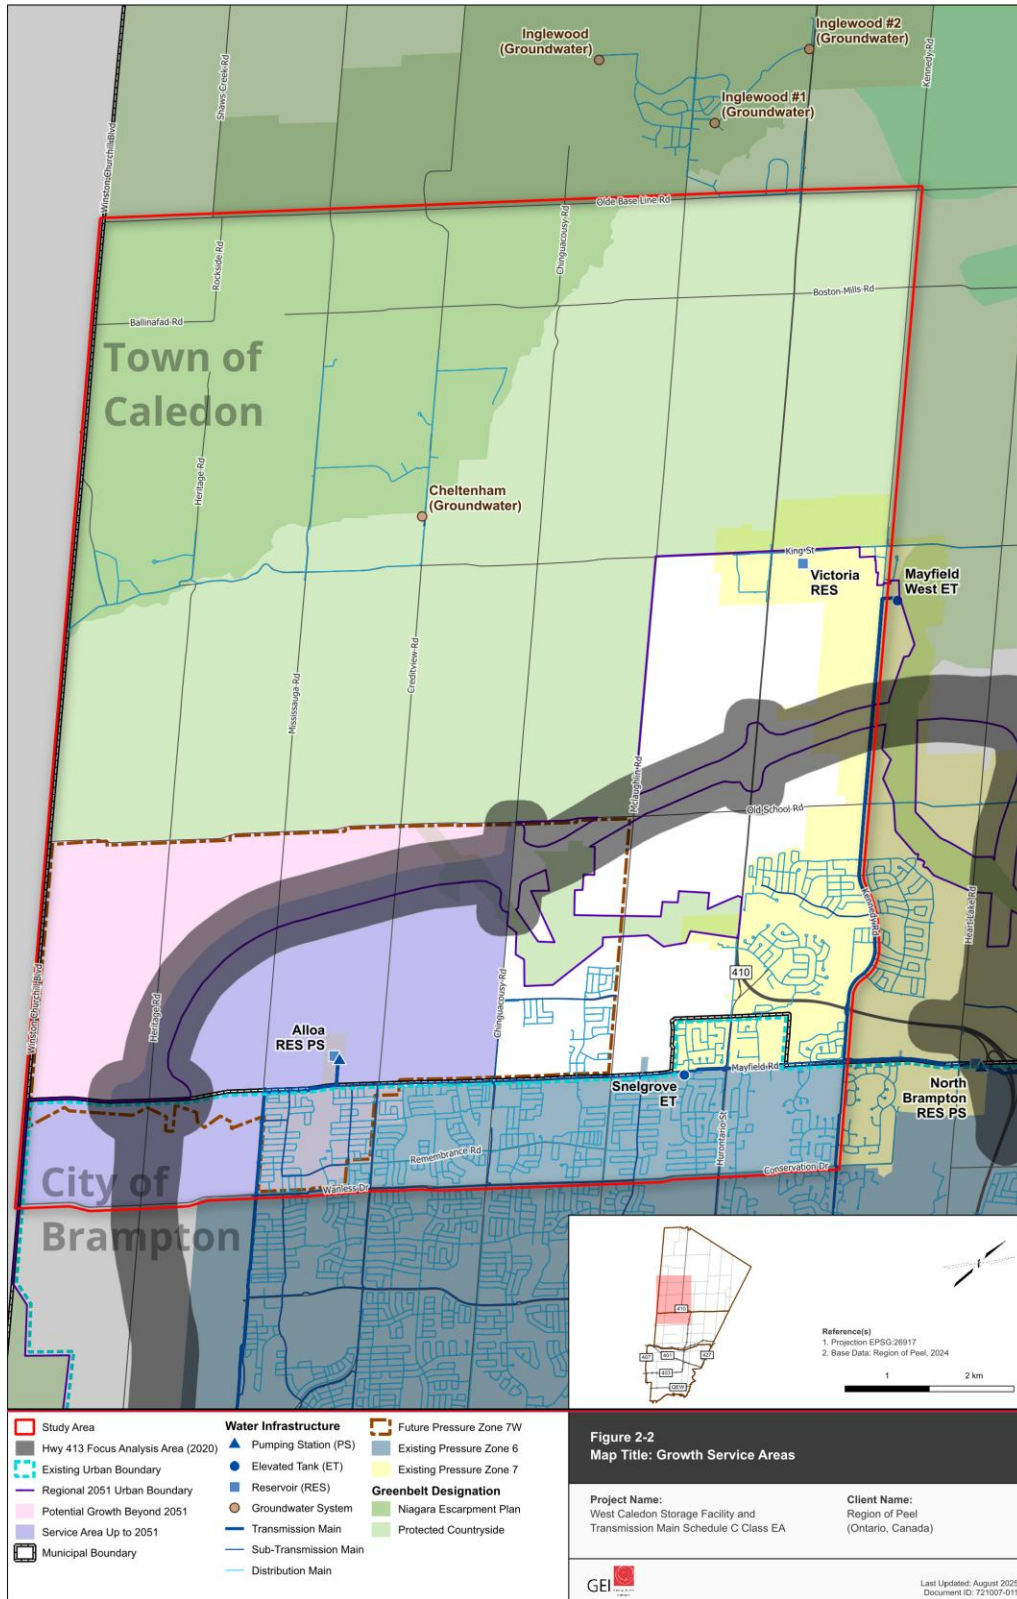 Inglewood
(Groundwater)
Inglewood #2
(Groundwater)
Inglewood #1
(Groundwater)
Shaws Creek Rd
Kennedy Rd
Winston Churchill Blvd
Olde Base Line Rd
Chinguacousy Rd
Rockside Rd
Boston Mills Rd
Ballinafad Rd
Town of
Caledon
Heritage Rd
Cheltenham
(Groundwater)
King St
Victoria
RES
Mayfield
West ET
Creditview Rd
Mississauga Rd
Mclaughlin Rd
Old School Rd
Kennedy Rd
Heart Lake Rd
410
Winston Churchill Blvd
Heritage Rd
Chinguacousy Rd
Alloa
RES PS
Snelgrove
ET
Mayfield Rd
North
Brampton
RES PS
Hurontario St
Remembrance Rd
Conservation Dr
Wanless Dr
City of
Brampton
410
407
401
427
403
QEW
Reference(s)
1. Projection EPSG:26917
2. Base Data: Region of Peel, 2024
1
2 km
Study Area
Hwy 413 Focus Analysis Area (2020)
Existing Urban Boundary
Regional 2051 Urban Boundary
Potential Growth Beyond 2051
Service Area Up to 2051
Municipal Boundary
Water Infrastructure
Pumping Station (PS)
Elevated Tank (ET)
Reservoir (RES)
Groundwater System
Transmission Main
Sub-Transmission Main
Distribution Main
Future Pressure Zone 7W
Existing Pressure Zone 6
Existing Pressure Zone 7
Greenbelt Designation
Niagara Escarpment Plan
Protected Countryside
Figure 2-2
Map Title: Growth Service Areas
Project Name:
West Caledon Storage Facility and
Transmission Main Schedule C Class EA
Client Name:
Region of Peel
(Ontario, Canada)
GEI
Last Updated: August 2025
Document ID: 721007-011